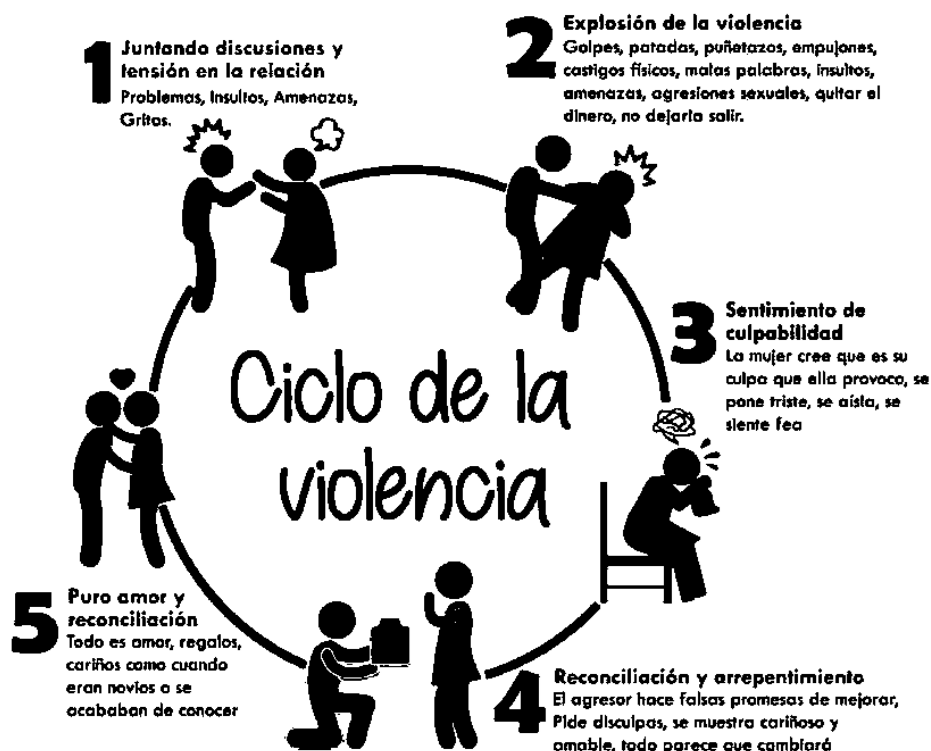 1
Juntando discusiones y
tensión en la relación
Problemas, Insultos, Amenazas,
Gritos.
2
Explosión de la violencia
Golpes, patadas, puñetazos, empujones,
castigos físicos, malas palabras, insultos,
amenazas, agresiones sexuales, quitar el
dinero, no dejarla salir.
3
Sentimiento de
culpabilidad
La mujer cree que es su
culpa que ella provoco, se
pone triste, se aísla, se
siente fea
Ciclo de la
violencia
4
Reconciliación y arrepentimiento
El agresor hace falsas promesas de mejorar,
Pide disculpas, se muestra cariñoso y
amable, todo parece que cambiará
5
Puro amor y
reconciliación
Todo es amor, regalos,
cariños como cuando
eran novios o se
acababan de conocer